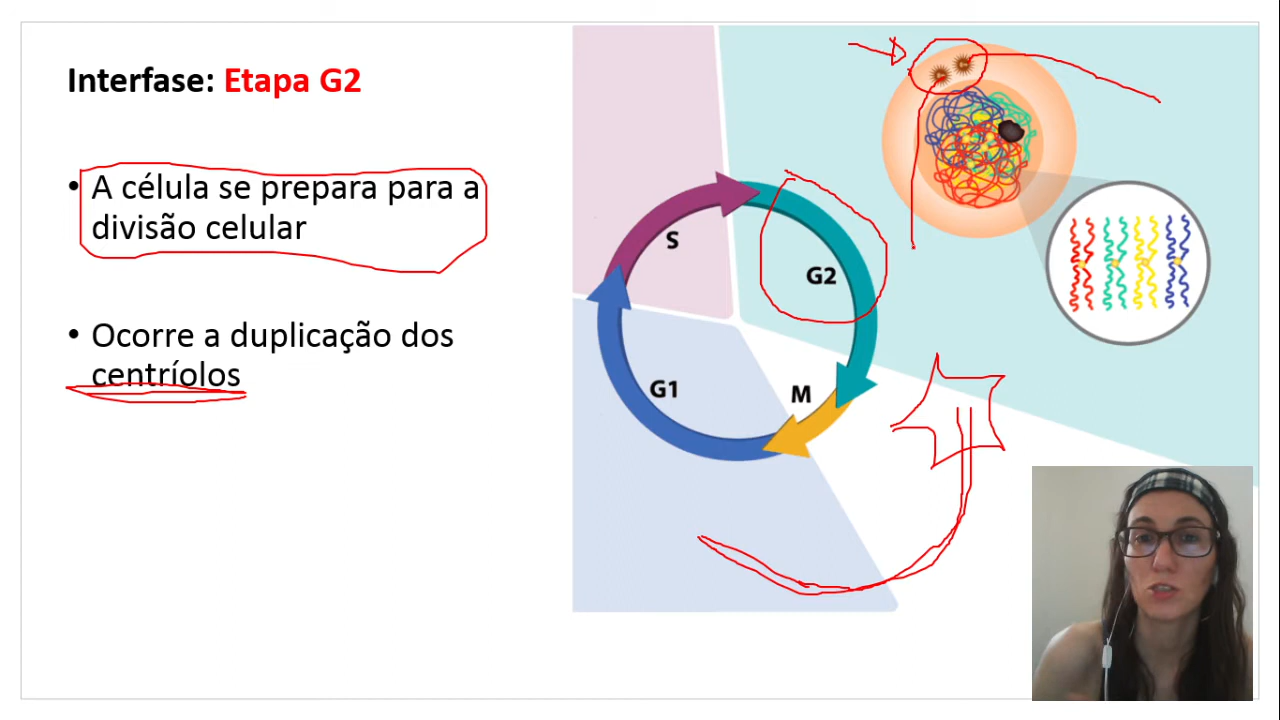 Interfase: Etapa G2
• A célula se prepara para a
divisão celular
• Ocorre a duplicação dos
centríolos
S
G2
G1
M